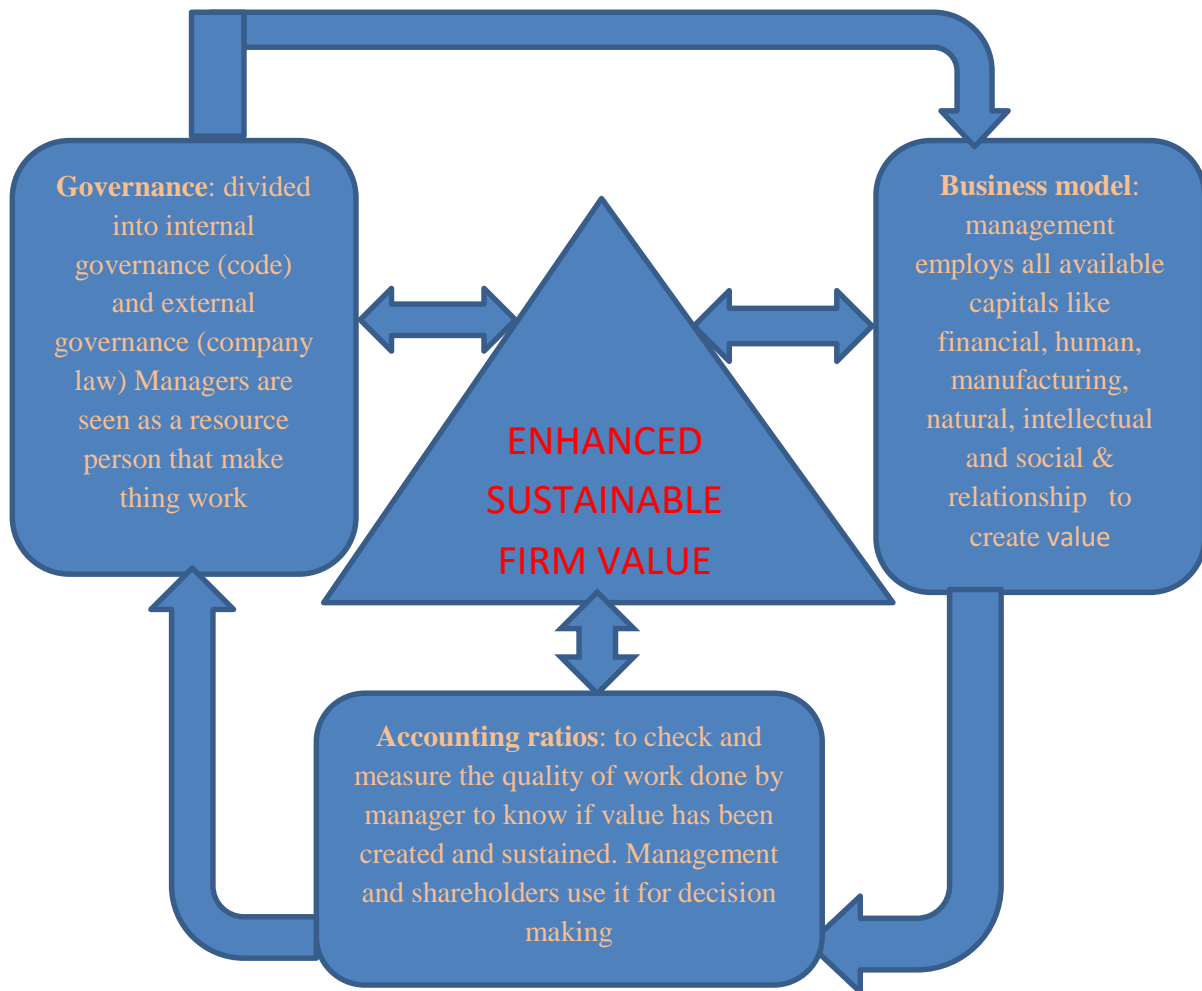 Governance: divided
into internal
governance (code)
and external
governance (company
law) Managers are
seen as a resource
person that make
thing work
Business model:
management
employs all available
capitals like
financial, human,
manufacturing,
natural, intellectual
and social &
relationship to
create value
ENHANCED
SUSTAINABLE
FIRM VALUE
Accounting ratios: to check and
measure the quality of work done by
manager to know if value has been
created and sustained. Management
and shareholders use it for decision
making